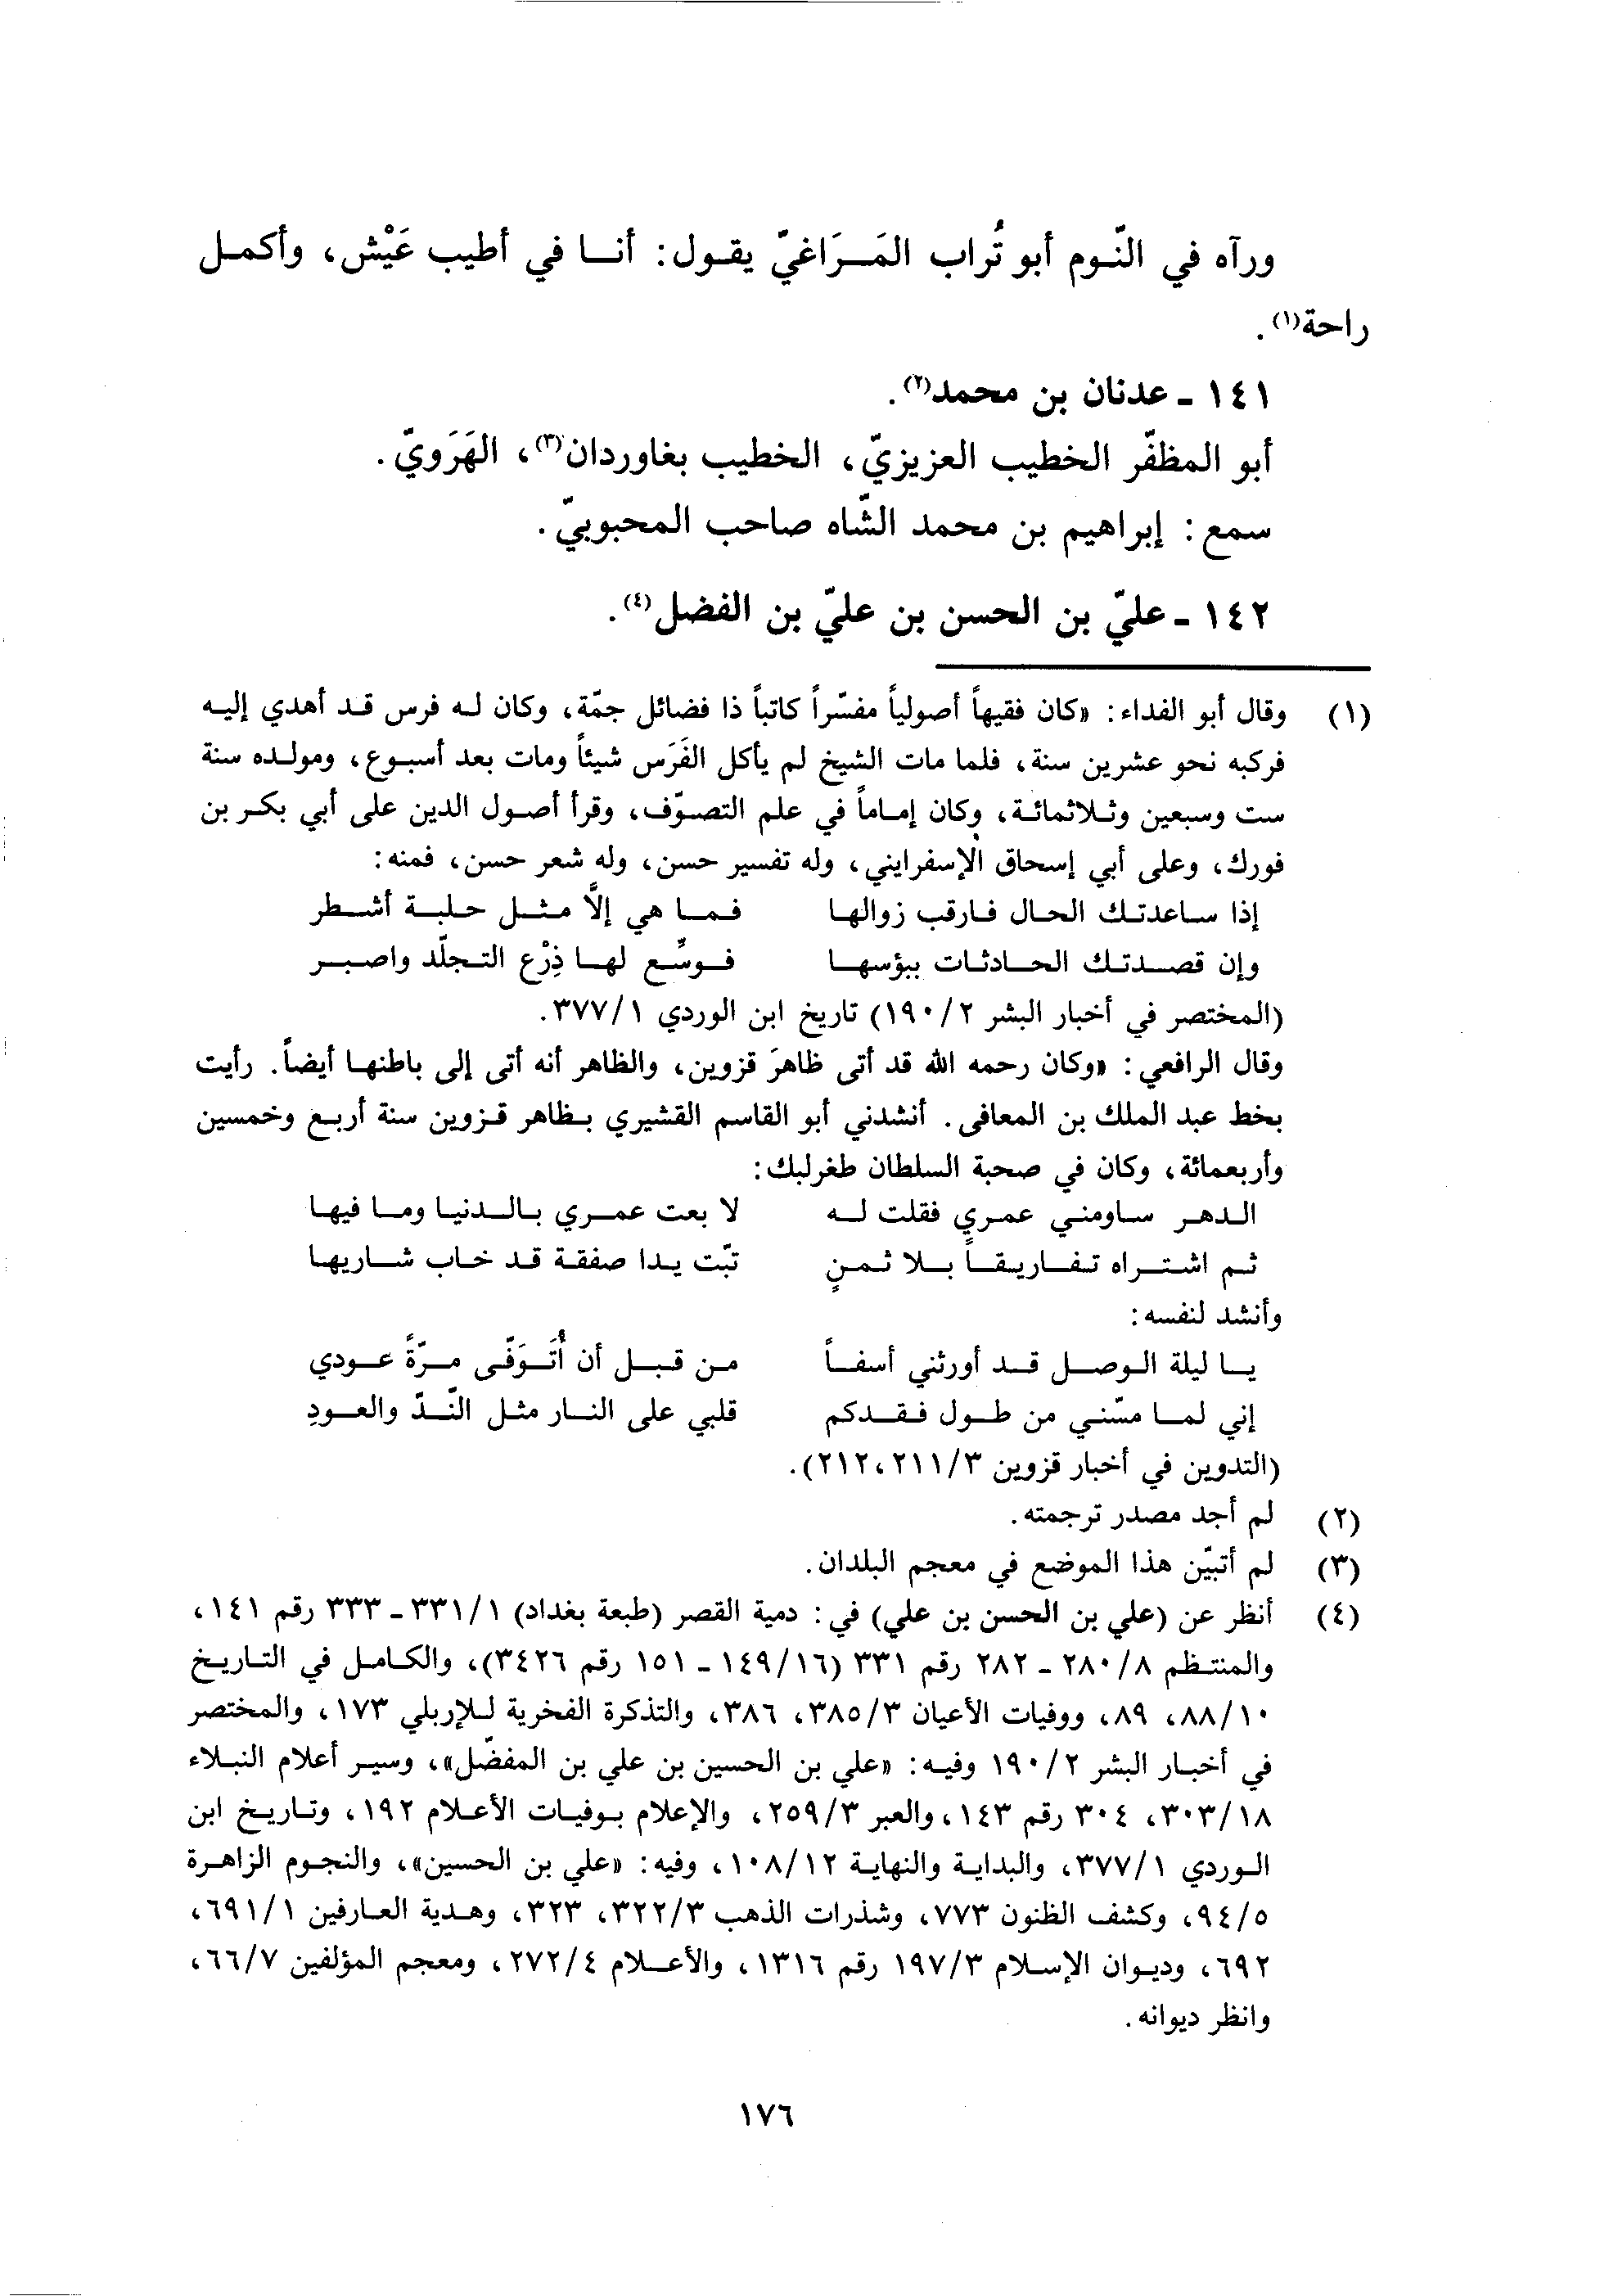 ورآه في النّوم أبو تُراب المَرَاغيّ يقول: أنا في أطيب عَيْش، وأكمل
راحة(١).
١٤١ - عدنان بن محمد(٢).
أبو المظفّر الخطيب العزيزيّ، الخطيب بغاوردان(٣)، الهَرَويّ.
سمع: إبراهيم بن محمد الشّاه صاحب المحبوبيّ.
١٤٢ - عليّ بن الحسن بن عليّ بن الفضل(٤).
(١) وقال أبو الفداء: «كان فقيهاً أصولياً مفسّراً كاتباً ذا فضائل جمّة، وكان له فرس قد أهدي إليه
فركبه نحو عشرين سنة، فلما مات الشيخ لم يأكل الفَرَس شيئاً ومات بعد أسبوع، ومولده سنة
ست وسبعين وثلاثمائة، وكان إماماً في علم التصوّف، وقرأ أصول الدين على أبي بكر بن
فورك، وعلى أبي إسحاق الإسفرايني، وله تفسير حسن، وله شعر حسن، فمنه:
إذا ساعدتك الحال فارقب زوالها فما هي إلاَّ مثل حلبة أشطر
وإن قصدتك الحادثات ببؤسها فوسِّع لها ذِرْع التجلّد واصبر
(المختصر في أخبار البشر ٢/١٩٠) تاريخ ابن الوردي ١/٣٧٧.
وقال الرافعي: «وكان رحمه الله قد أتى ظاهرَ قزوين، والظاهر أنه أتى إلى باطنها أيضاً. رأيت
بخط عبد الملك بن المعافى. أنشدني أبو القاسم القشيري بظاهر قزوين سنة أربع وخمسين
وأربعمائة، وكان في صحبة السلطان طغرلبك:
الدهر ساومني عمري فقلت له لا بعت عمري بالدنيا وما فيها
ثم اشتراه تفاريقاً بلا ثمنٍ تبّت يدا صفقة قد خاب شاريها
وأنشد لنفسه:
يا ليلة الوصل قد أورثني أسفاً من قبل أن أُتَوَفّى مرّةً عودي
إني لما مسّني من طول فقدكم قلبي على النار مثل النّدّ والعودِ
(التدوين في أخبار قزوين ٣/٢١١، ٢١٢).
(٢) لم أجد مصدر ترجمته.
(٣) لم أتبيّن هذا الموضع في معجم البلدان.
(٤) أنظر عن (علي بن الحسن بن علي) في: دمية القصر (طبعة بغداد) ١/٣٣١ - ٣٣٣ رقم ١٤١،
والمنتظم ٨/٢٨٠ - ٢٨٢ رقم ٣٣١ (١٦/١٤٩ - ١٥١ رقم ٣٤٢٦)، والكامل في التاريخ
١٠/٨٨، ٨٩، ووفيات الأعيان ٣/٣٨٥، ٣٨٦، والتذكرة الفخرية للإربلي ١٧٣، والمختصر
في أخبار البشر ٢/١٩٠ وفيه: «علي بن الحسين بن علي بن المفضّل»، وسير أعلام النبلاء
١٨/٣٠٣، ٣٠٤ رقم ١٤٣، والعبر ٣/٢٥٩، والإعلام بوفيات الأعلام ١٩٢، وتاريخ ابن
الوردي ١/٣٧٧، والبداية والنهاية ١٢/١٠٨، وفيه: «علي بن الحسين»، والنجوم الزاهرة
٥/٩٤، وكشف الظنون ٧٧٣، وشذرات الذهب ٣/٣٢٢، ٣٢٣، وهدية العارفين ١/٦٩١،
٦٩٢، وديوان الإسلام ٣/١٩٧ رقم ١٣١٦، والأعلام ٤/٢٧٢، ومعجم المؤلفين ٧/٦٦،
وانظر ديوانه.
١٧٦